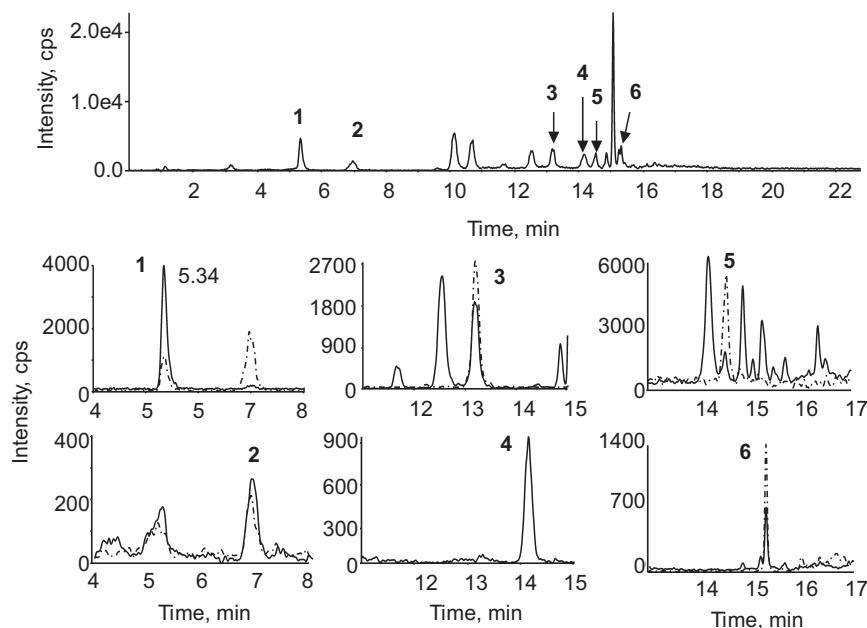 Intensity, cps
2.0e4
1.0e4
0.0
1
2
3
4
5
6
2 4 6 8 10 12 14 16 18 20 22
Time, min
Intensity, cps
4000
2000
0
1
5.34
4 5 5 7 8
2700
1800
900
0
3
12 13 14 15
6000
3000
0
5
14 15 16 17
400
200
0
2
4 5 6 7 8
Time, min
900
600
300
0
4
12 13 14 15
Time, min
1400
700
0
6
14 15 16 17
Time, min